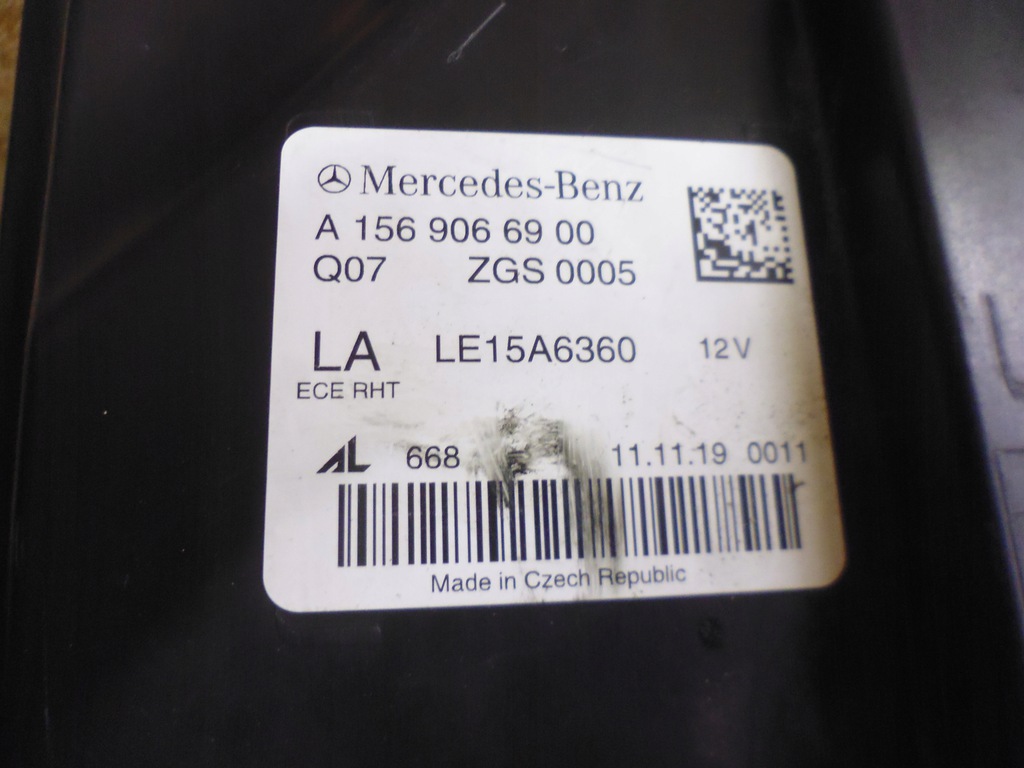 Mercedes-Benz
A 156 906 69 00
Q07 ZGS 0005
LA LE15A6360 12V
ECE RHT
AL 668 11.11.19 0011
Made in Czech Republic